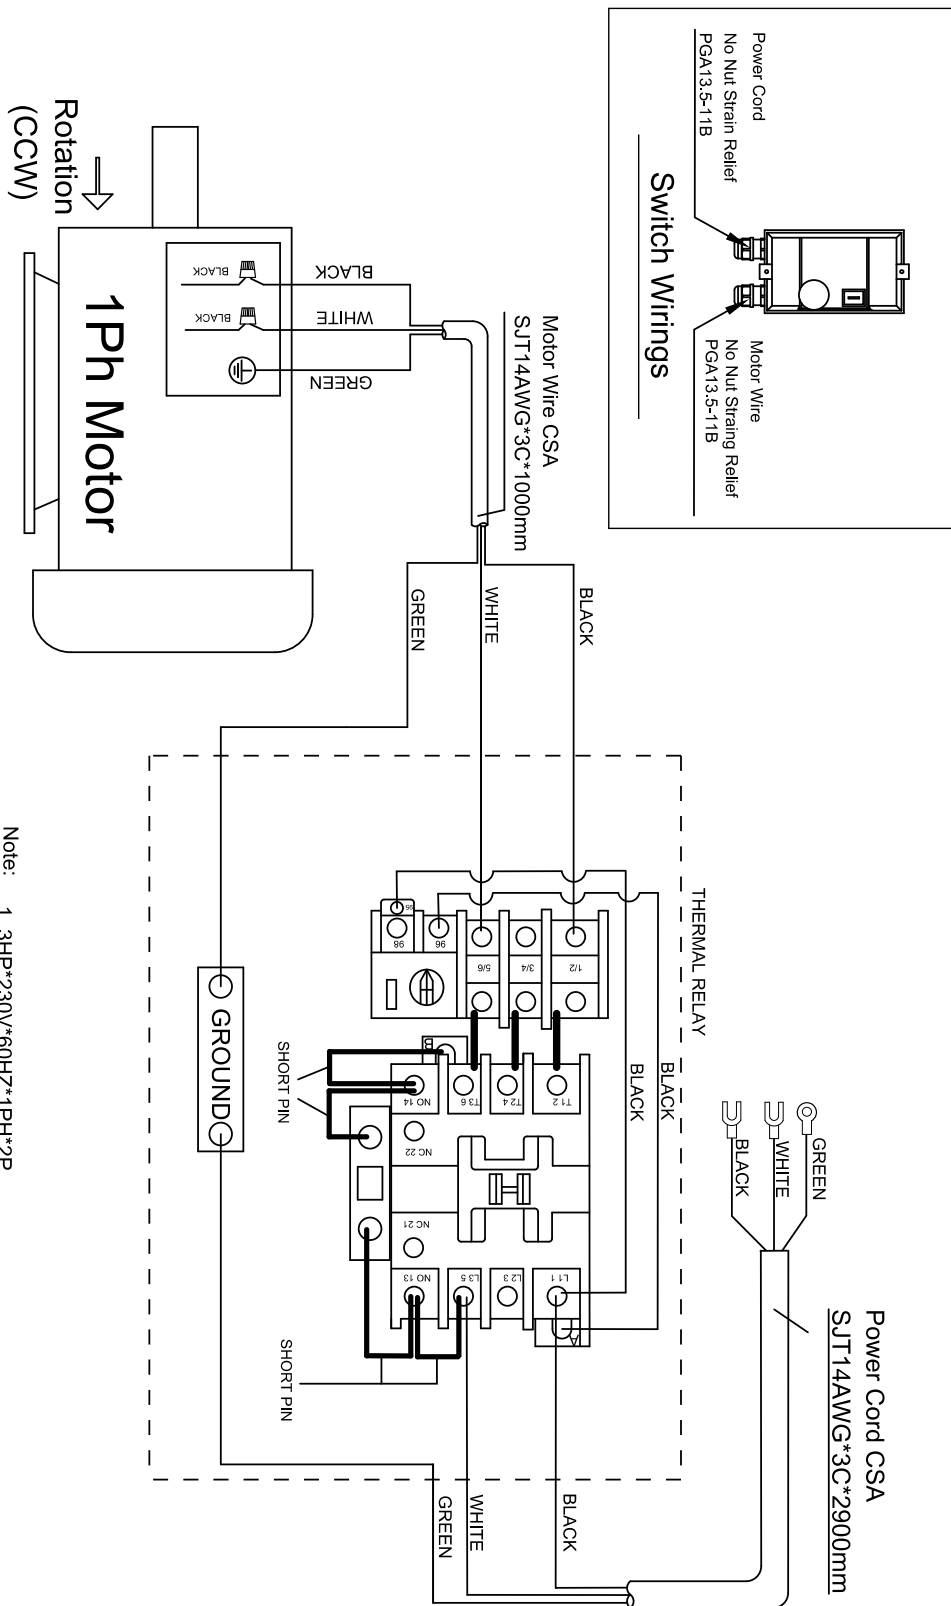 Switch Wirings
Power Cord
No Nut Strain Relief
PGA13.5-11B
Motor Wire
No Nut Straing Relief
PGA13.5-11B
Power Cord CSA
SJT14AWG*3C*2900mm
GREEN
WHITE
BLACK
Motor Wire CSA
SJT14AWG*3C*1000mm
BLACK
WHITE
GREEN
THERMAL RELAY
BLACK
BLACK
1/2
3/4
5/6
96
95
98
T1 2
T2 4
T3 6
NO 14
NC 22
NC 21
L1 1
L2 3
L3 5
NO 13
A
B
SHORT PIN
SHORT PIN
BLACK
WHITE
GREEN
GROUND
BLACK
WHITE
GREEN
BLACK
BLACK
1Ph Motor
Rotation
(CCW)
Note: 1. 3HP*230V*60HZ*1PH*2P